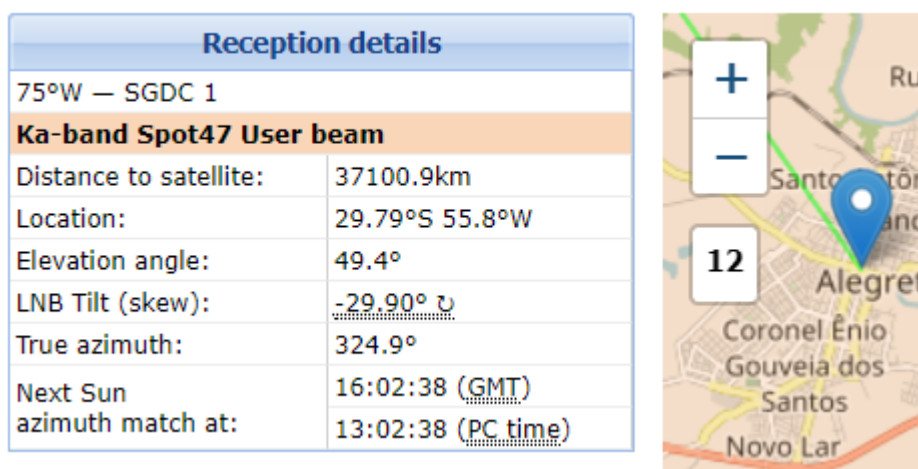 Reception details
75°W — SGDC 1
Ka-band Spot47 User beam
Distance to satellite: 37100.9km
Location: 29.79°S 55.8°W
Elevation angle: 49.4°
LNB Tilt (skew): -29.90° ↻
True azimuth: 324.9°
Next Sun
azimuth match at:
16:02:38 (GMT)
13:02:38 (PC time)
+
−
12
Ru
Santo
Alegret
Coronel Ênio
Gouveia dos
Santos
Novo Lar